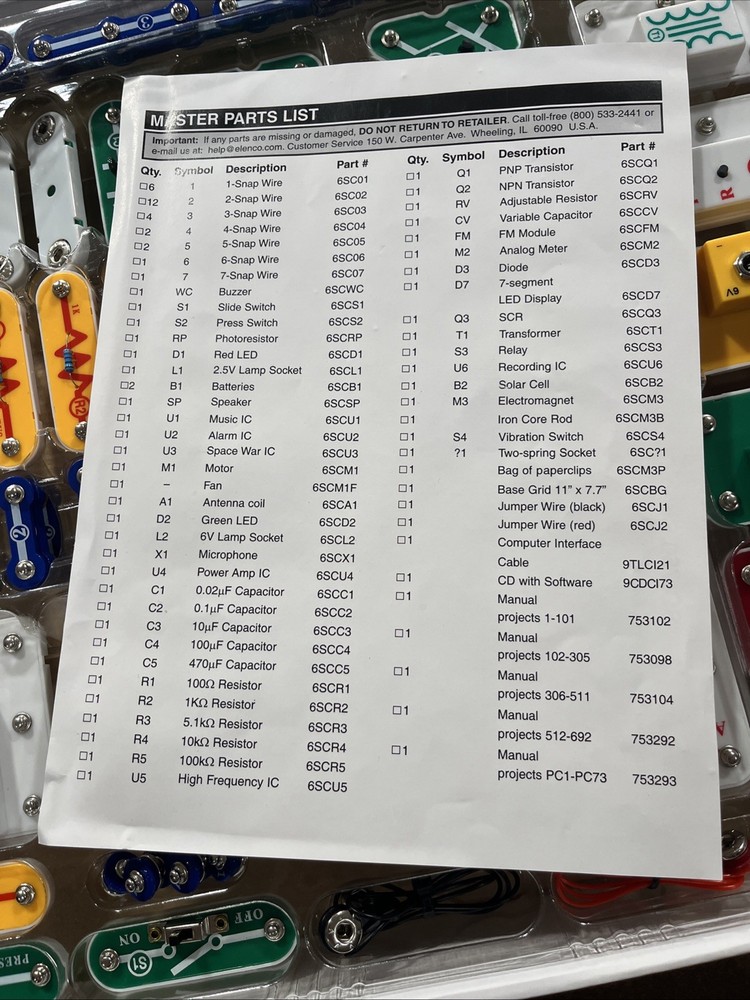 3
MASTER PARTS LIST
Important: If any parts are missing or damaged, DO NOT RETURN TO RETAILER. Call toll-free (800) 533-2441 or
e-mail us at: help@elenco.com. Customer Service 150 W. Carpenter Ave. Wheeling, IL 60090 U.S.A.
Qty. Symbol Description Part #
□6 1 1-Snap Wire 6SC01
□12 2 2-Snap Wire 6SC02
□4 3 3-Snap Wire 6SC03
□2 4 4-Snap Wire 6SC04
□2 5 5-Snap Wire 6SC05
□1 6 6-Snap Wire 6SC06
□1 7 7-Snap Wire 6SC07
□1 WC Buzzer 6SCWC
□1 S1 Slide Switch 6SCS1
□1 S2 Press Switch 6SCS2
□1 RP Photoresistor 6SCRP
□1 D1 Red LED 6SCD1
□1 L1 2.5V Lamp Socket 6SCL1
□2 B1 Batteries 6SCB1
□1 SP Speaker 6SCSP
□1 U1 Music IC 6SCU1
□1 U2 Alarm IC 6SCU2
□1 U3 Space War IC 6SCU3
□1 M1 Motor 6SCM1
□1 – Fan 6SCM1F
□1 A1 Antenna coil 6SCA1
□1 D2 Green LED 6SCD2
□1 L2 6V Lamp Socket 6SCL2
□1 X1 Microphone 6SCX1
□1 U4 Power Amp IC 6SCU4
□1 C1 0.02μF Capacitor 6SCC1
□1 C2 0.1μF Capacitor 6SCC2
□1 C3 10μF Capacitor 6SCC3
□1 C4 100μF Capacitor 6SCC4
□1 C5 470μF Capacitor 6SCC5
□1 R1 100Ω Resistor 6SCR1
□1 R2 1KΩ Resistor 6SCR2
□1 R3 5.1kΩ Resistor 6SCR3
□1 R4 10kΩ Resistor 6SCR4
□1 R5 100kΩ Resistor 6SCR5
□1 U5 High Frequency IC 6SCU5
Qty. Symbol Description Part #
□1 Q1 PNP Transistor 6SCQ1
□1 Q2 NPN Transistor 6SCQ2
□1 RV Adjustable Resistor 6SCRV
□1 CV Variable Capacitor 6SCCV
□1 FM FM Module 6SCFM
□1 M2 Analog Meter 6SCM2
□1 D3 Diode 6SCD3
□1 D7 7-segment
LED Display 6SCD7
□1 Q3 SCR 6SCQ3
□1 T1 Transformer 6SCT1
□1 S3 Relay 6SCS3
□1 U6 Recording IC 6SCU6
□1 B2 Solar Cell 6SCB2
□1 M3 Electromagnet 6SCM3
□1 Iron Core Rod 6SCM3B
□1 S4 Vibration Switch 6SCS4
□1 ?1 Two-spring Socket 6SC?1
□1 Bag of paperclips 6SCM3P
□1 Base Grid 11” x 7.7” 6SCBG
□1 Jumper Wire (black) 6SCJ1
□1 Jumper Wire (red) 6SCJ2
□1 Computer Interface
Cable 9TLCI21
□1 CD with Software 9CDCI73
□1 Manual
projects 1-101 753102
□1 Manual
projects 102-305 753098
□1 Manual
projects 306-511 753104
□1 Manual
projects 512-692 753292
□1 Manual
projects PC1-PC73 753293
1K
R2
2
T1
R
9V
OFF
ON
S1
PRES